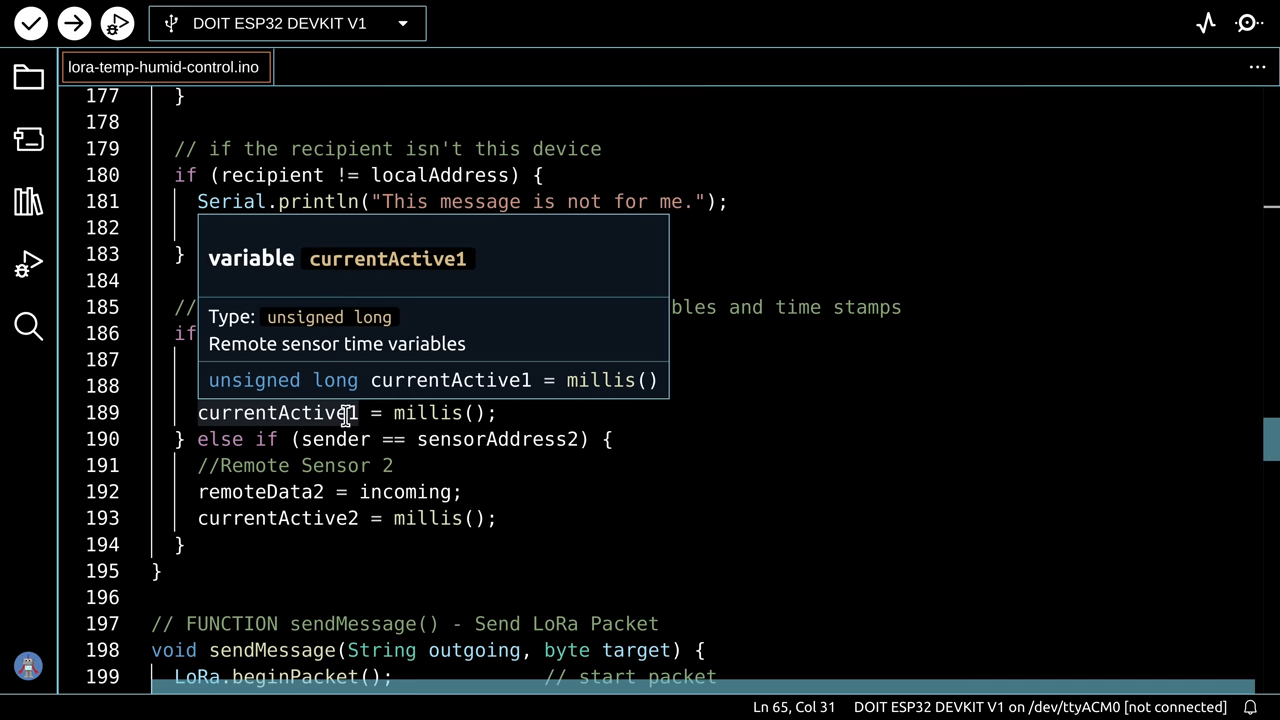 DOIT ESP32 DEVKIT V1
lora-temp-humid-control.ino
177 }
178
179 // if the recipient isn't this device
180 if (recipient != localAddress) {
181 Serial.println("This message is not for me.");
182
183 }
184
185 // bles and time stamps
186 if
187
188
variable currentActive1
Type: unsigned long
Remote sensor time variables
unsigned long currentActive1 = millis()
189 currentActive1 = millis();
190 } else if (sender == sensorAddress2) {
191 //Remote Sensor 2
192 remoteData2 = incoming;
193 currentActive2 = millis();
194 }
195 }
196
197 // FUNCTION sendMessage() - Send LoRa Packet
198 void sendMessage(String outgoing, byte target) {
199 LoRa.beginPacket(); // start packet
Ln 65, Col 31 DOIT ESP32 DEVKIT V1 on /dev/ttyACM0 [not connected]